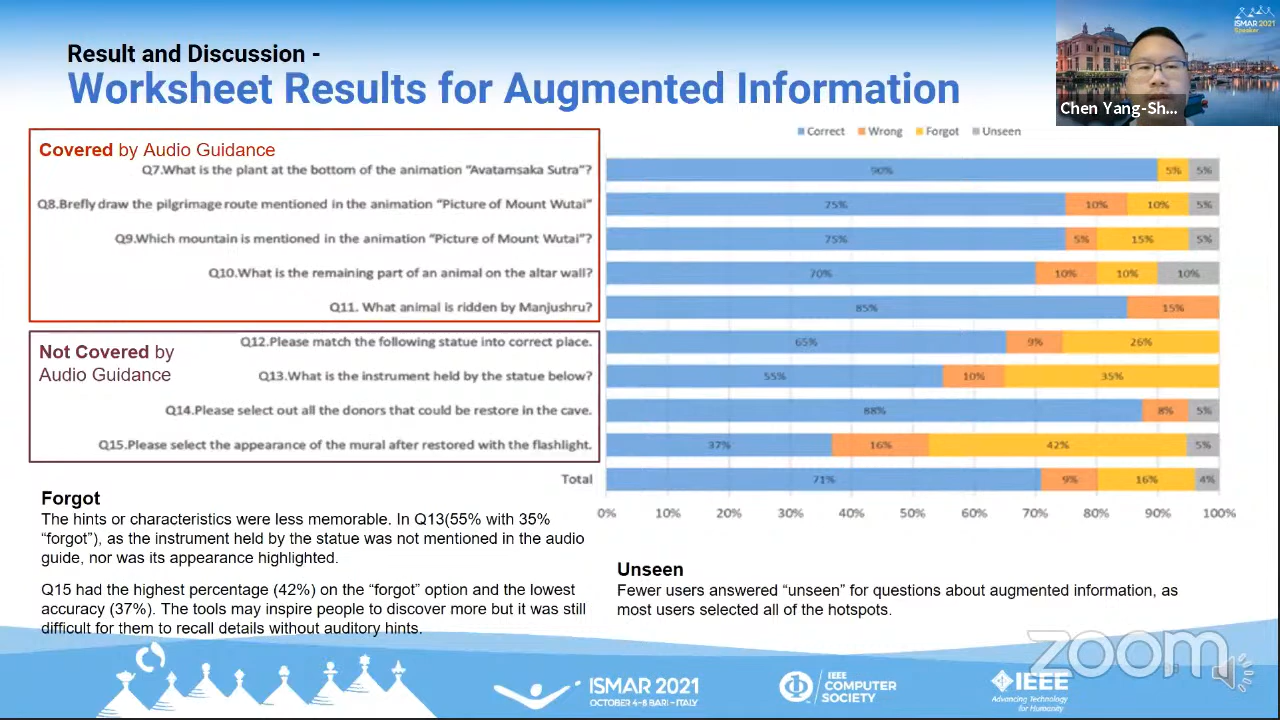 Result and Discussion -
Worksheet Results for Augmented Information
ISMAR 2021
Speaker
Chen Yang-Sh...
Correct Wrong Forgot Unseen
Covered by Audio Guidance
Q7.What is the plant at the bottom of the animation "Avatamsaka Sutra"? 90% 5% 5%
Q8.Brefly draw the pilgrimage route mentioned in the animation "Picture of Mount Wutai" 75% 10% 10% 5%
Q9.Which mountain is mentioned in the animation "Picture of Mount Wutai"? 75% 5% 15% 5%
Q10.What is the remaining part of an animal on the altar wall? 70% 10% 10% 10%
Q11. What animal is ridden by Manjushru? 85% 15%
Not Covered by
Audio Guidance
Q12.Please match the following statue into correct place. 65% 9% 26%
Q13.What is the instrument held by the statue below? 55% 10% 35%
Q14.Please select out all the donors that could be restore in the cave. 88% 8% 5%
Q15.Please select the appearance of the mural after restored with the flashlight. 37% 16% 42% 5%
Total 71% 9% 16% 4%
0% 10% 20% 30% 40% 50% 60% 70% 80% 90% 100%
Forgot
The hints or characteristics were less memorable. In Q13(55% with 35%
"forgot"), as the instrument held by the statue was not mentioned in the audio
guide, nor was its appearance highlighted.
Q15 had the highest percentage (42%) on the "forgot" option and the lowest
accuracy (37%). The tools may inspire people to discover more but it was still
difficult for them to recall details without auditory hints.
Unseen
Fewer users answered "unseen" for questions about augmented information, as
most users selected all of the hotspots.
zoom
ISMAR 2021
OCTOBER 4-8 BARI - ITALY
IEEE
COMPUTER
SOCIETY
IEEE
Advancing Technology
for Humanity